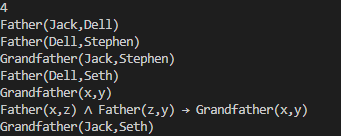 4
Father(Jack,Dell)
Father(Dell,Stephen)
Grandfather(Jack,Stephen)
Father(Dell,Seth)
Grandfather(x,y)
Father(x,z) ∧ Father(z,y) → Grandfather(x,y)
Grandfather(Jack,Seth)